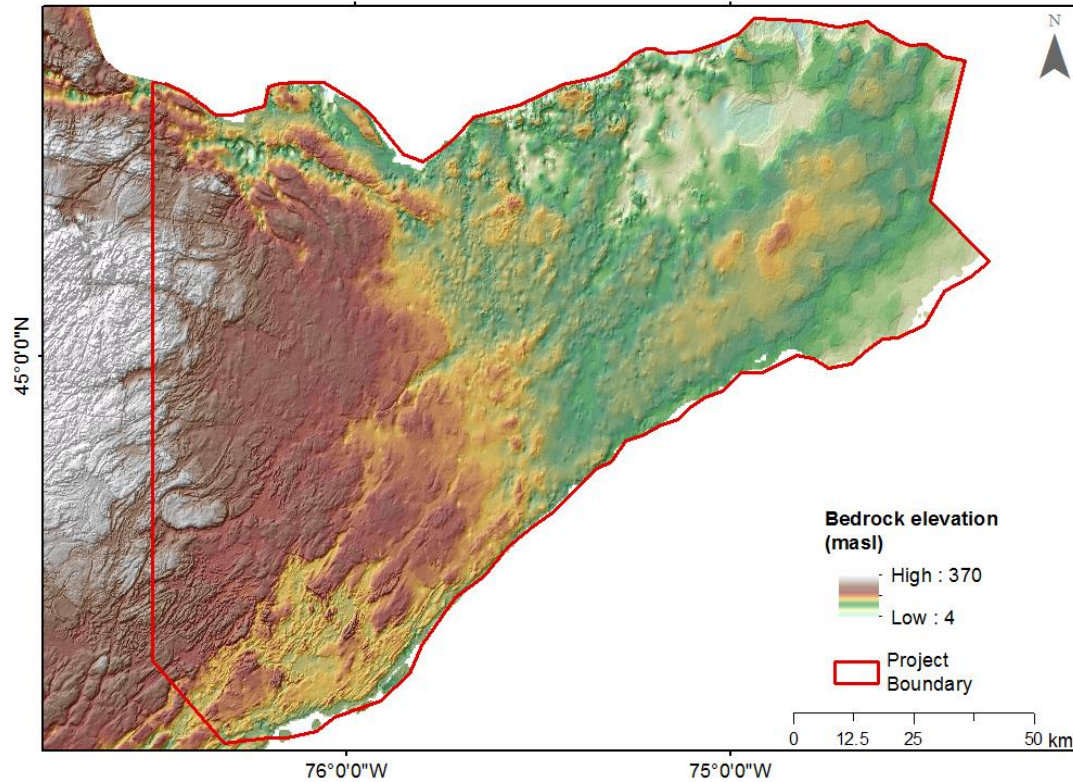 N
45°0'0"N
Bedrock elevation
(masl)
High : 370
Low : 4
Project
Boundary
0 12.5 25 50 km
76°0'0"W 75°0'0"W